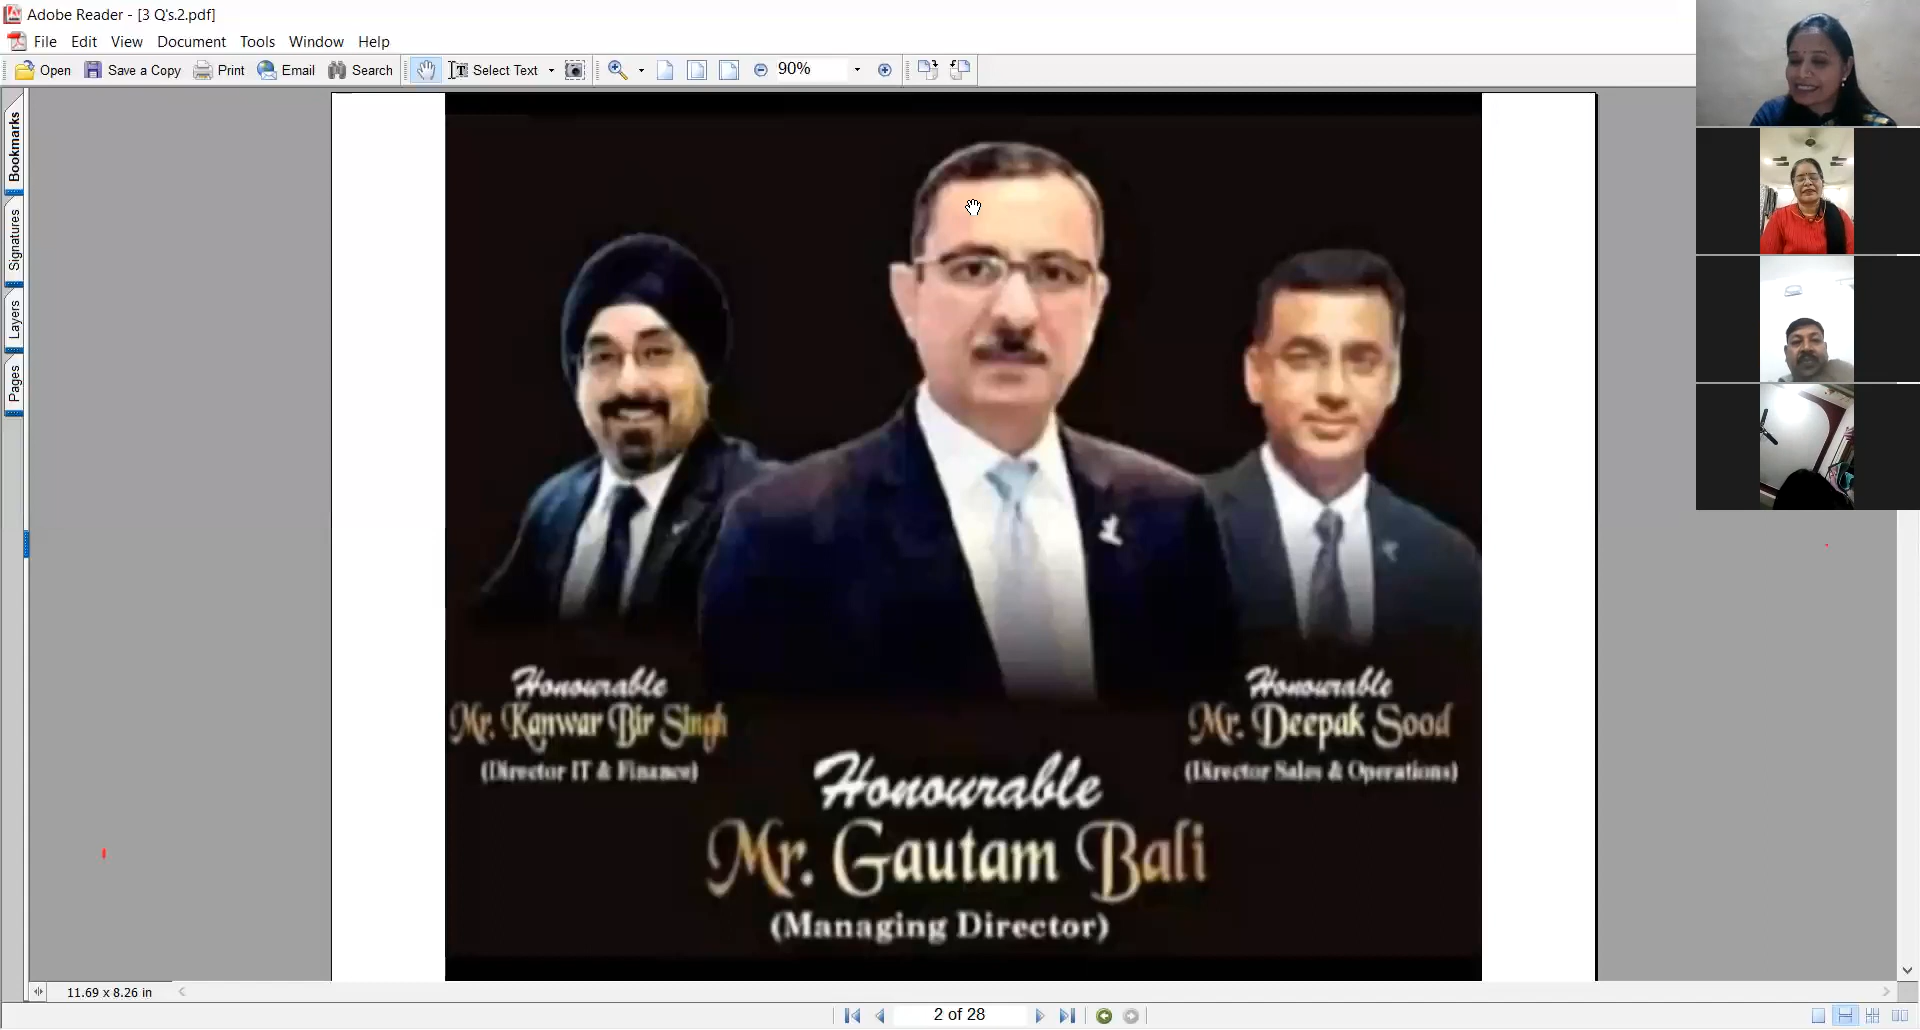 Adobe Reader - [3 Q's.2.pdf]
File Edit View Document Tools Window Help
Open Save a Copy Print Email Search Select Text 90%
Bookmarks
Signatures
Layers
Pages
Honourable
Mr. Kanwar Bir Singh
(Director IT & Finance)
Honourable
Mr. Deepak Sood
(Director Sales & Operations)
Honourable
Mr. Gautam Bali
(Managing Director)
11.69 x 8.26 in
2 of 28